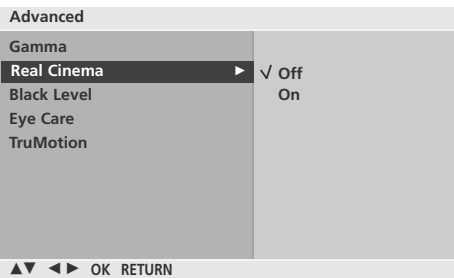 Advanced
Gamma
Real Cinema ►
√ Off
On
Black Level
Eye Care
TruMotion
▲▼ ◄► OK RETURN